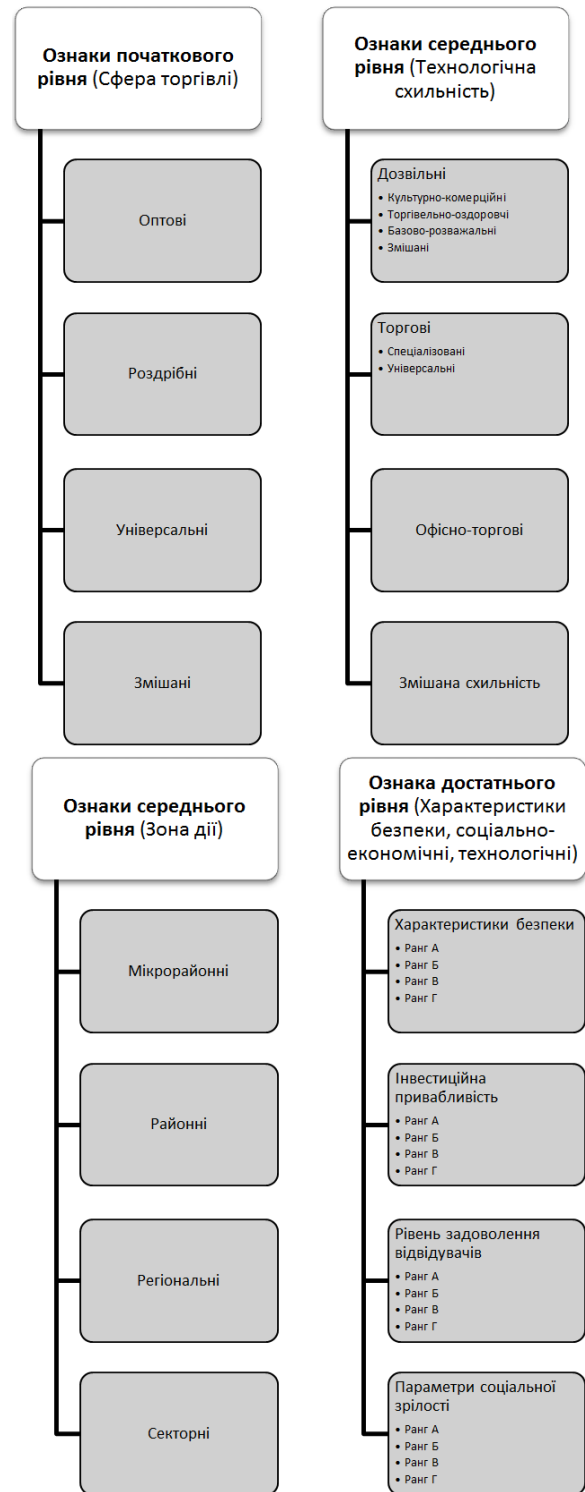 Ознаки початкового
рівня (Сфера торгівлі)
Оптові
Роздрібні
Універсальні
Змішані
Ознаки середнього
рівня (Технологічна
схильність)
Дозвільні
• Культурно-комерційні
• Торгівельно-оздоровчі
• Базово-розважальні
• Змішані
Торгові
• Спеціалізовані
• Універсальні
Офісно-торгові
Змішана схильність
Ознаки середнього
рівня (Зона дії)
Мікрорайонні
Районні
Регіональні
Секторні
Ознака достатнього
рівня (Характеристики
безпеки, соціально-
економічні, технологічні)
Характеристики безпеки
• Ранг А
• Ранг Б
• Ранг В
• Ранг Г
Інвестиційна
привабливість
• Ранг А
• Ранг Б
• Ранг В
• Ранг Г
Рівень задоволення
відвідувачів
• Ранг А
• Ранг Б
• Ранг В
• Ранг Г
Параметри соціальної
зрілості
• Ранг А
• Ранг Б
• Ранг В
• Ранг Г